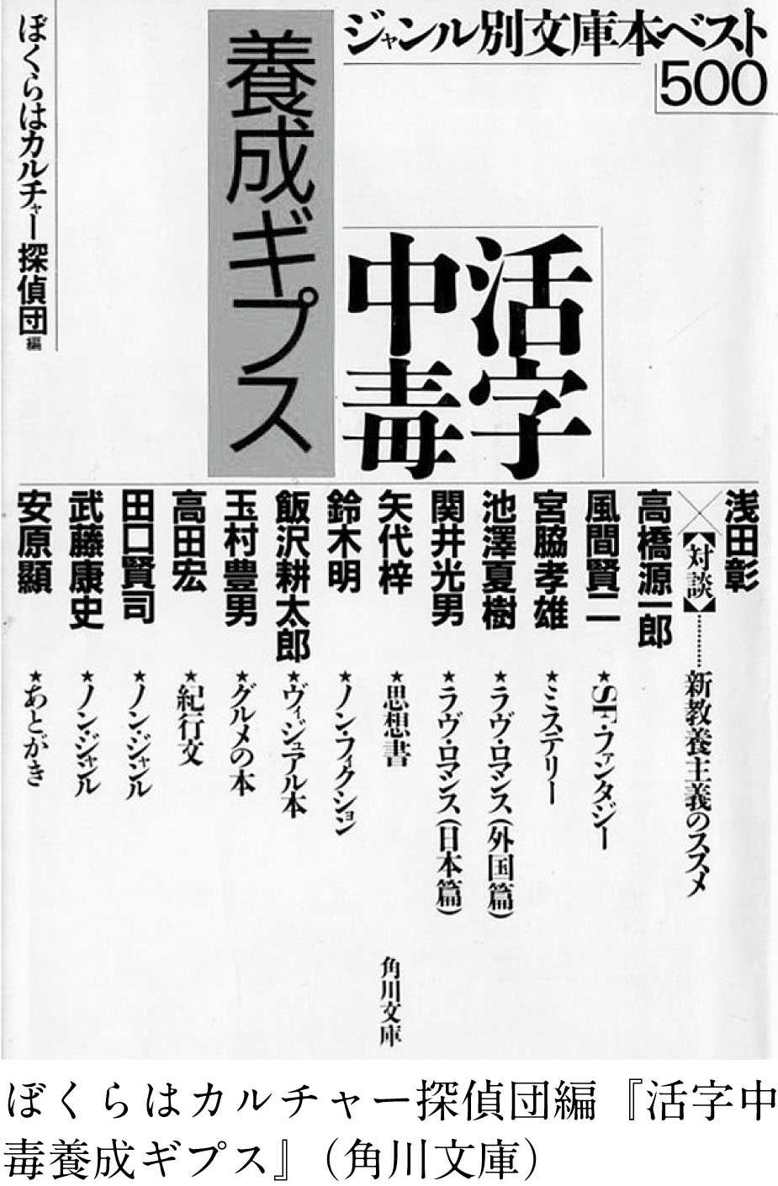 ジャンル別文庫本ベスト
500
活字
中毒
養成ギプス
ぼくらはカルチャー探偵団編
浅田彰
×【対談】………新教養主義のススメ
高橋源一郎
風間賢二★SF・ファンタジー
宮脇孝雄★ミステリー
池澤夏樹★ラヴ・ロマンス(外国篇)
関井光男★ラヴ・ロマンス(日本篇)
矢代梓★思想書
鈴木明★ノン・フィクション
飯沢耕太郎★ヴィジュアル本
玉村豊男★グルメの本
高田宏★紀行文
田口賢司★ノン・ジャンル
武藤康史★ノン・ジャンル
安原顯★あとがき
角川文庫
ぼくらはカルチャー探偵団編『活字中
毒養成ギプス』（角川文庫）